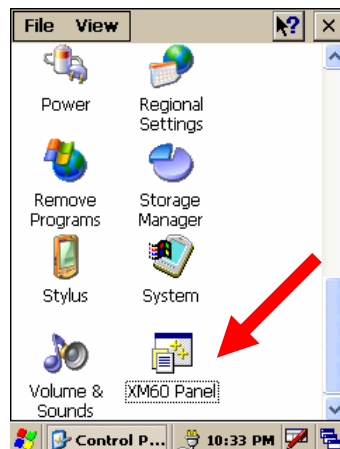 File View
Power
Regional
Settings
Remove
Programs
Storage
Manager
Stylus
System
Volume &
Sounds
XM60 Panel
Control P...
10:33 PM